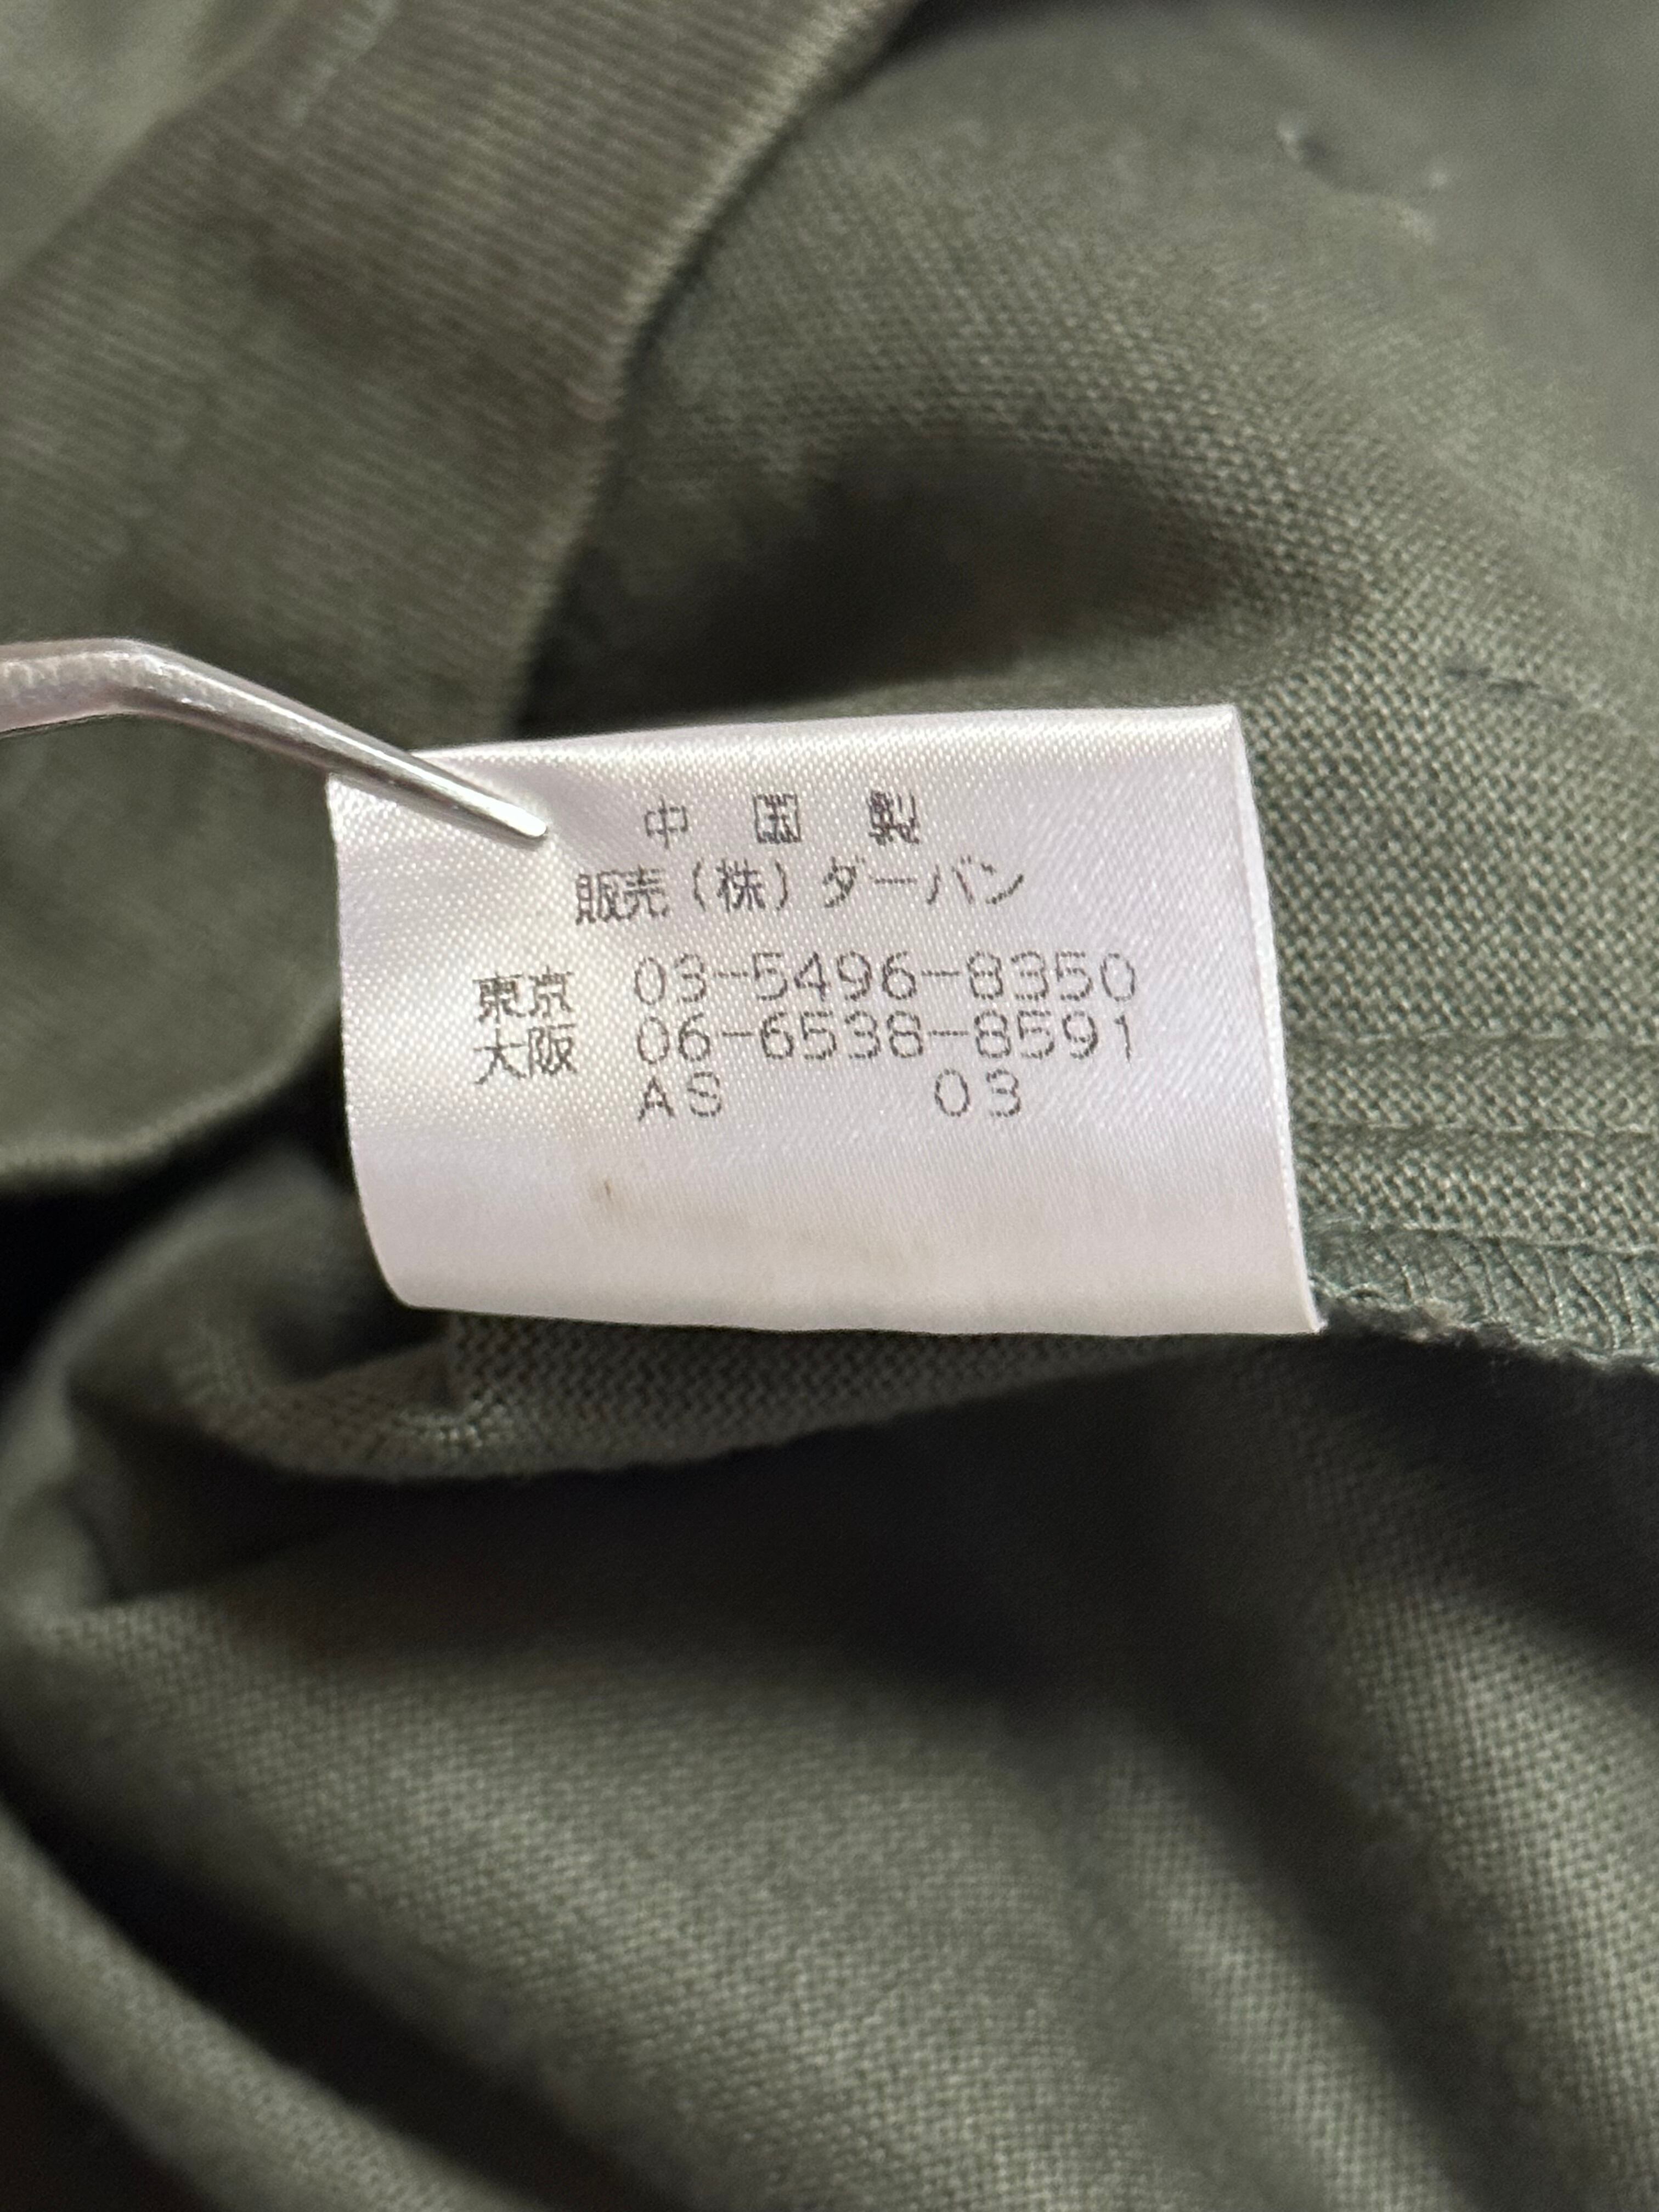 中国製
販売(株)ダーバン
東京 03-5496-8350
大阪 06-6538-8591
AS 03